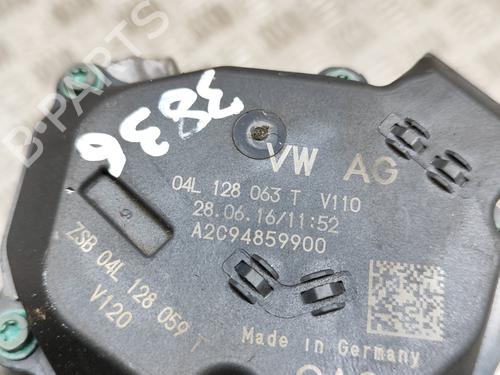 3836
VW AG
04L 128 063 T V110
28.06.16/11:52
A2C94859900
ZSB 04L 128 059 T
V120
Made in Germany
B-PARTS